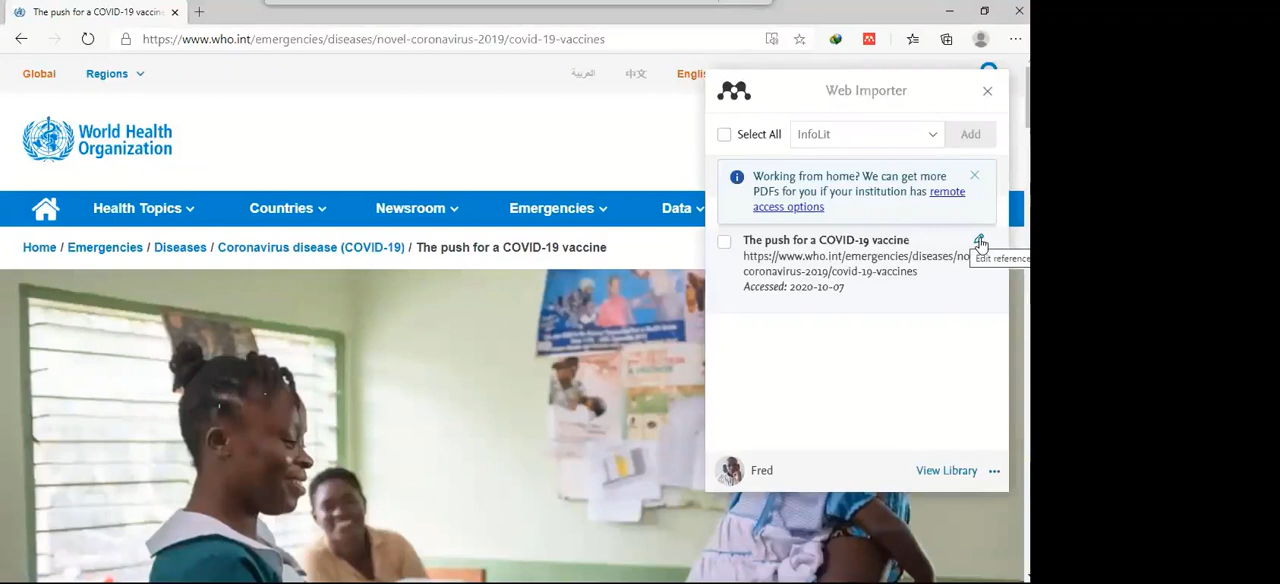 The push for a COVID-19 vaccin
https://www.who.int/emergencies/diseases/novel-coronavirus-2019/covid-19-vaccines
Global
Regions
العربية
中文
Englis
World Health
Organization
Web Importer
Select All
InfoLit
Add
Working from home? We can get more
PDFs for you if your institution has remote
access options
Health Topics
Countries
Newsroom
Emergencies
Data
Home / Emergencies / Diseases / Coronavirus disease (COVID-19) / The push for a COVID-19 vaccine
The push for a COVID-19 vaccine
https://www.who.int/emergencies/diseases/no
coronavirus-2019/covid-19-vaccines
Accessed: 2020-10-07
Edit reference
Fred
View Library